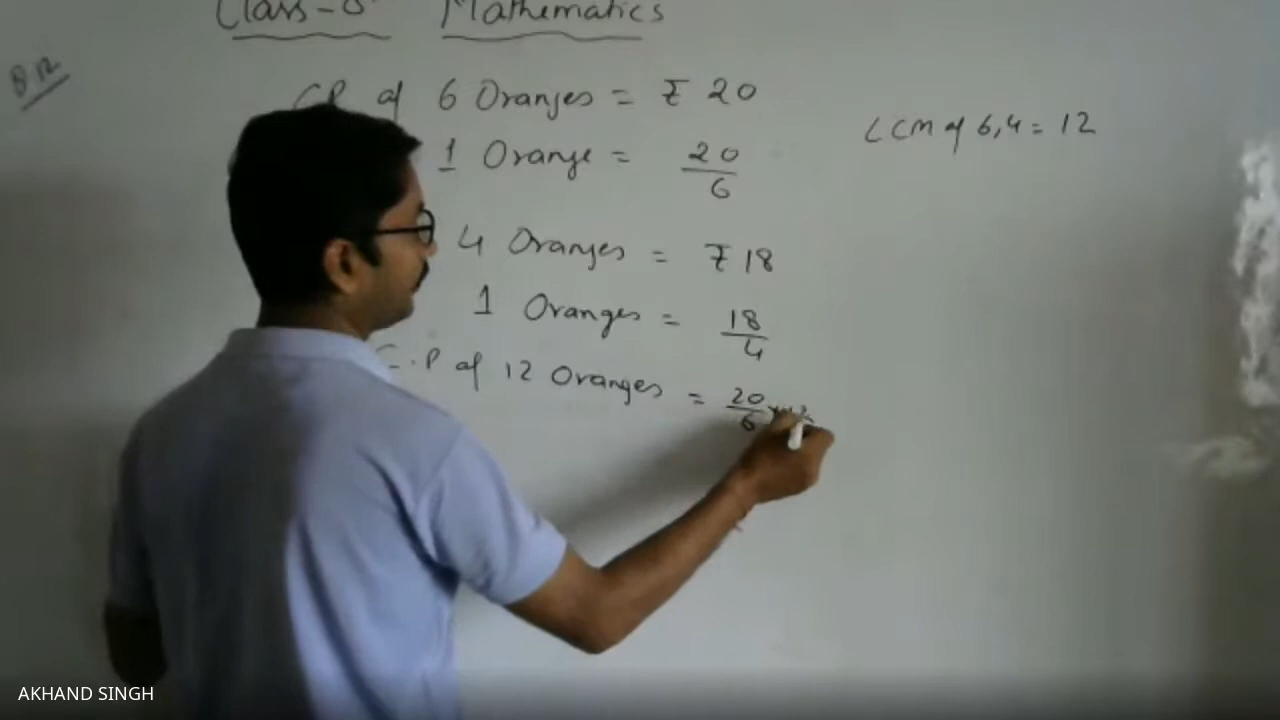 Class-8 Mathematics
Q 12
CP of 6 Oranges = ₹ 20
LCM of 6,4 = 12
1 Orange = 20/6
4 Oranges = ₹ 18
1 Oranges = 18/4
C.P of 12 Oranges = 20/6 ×
AKHAND SINGH